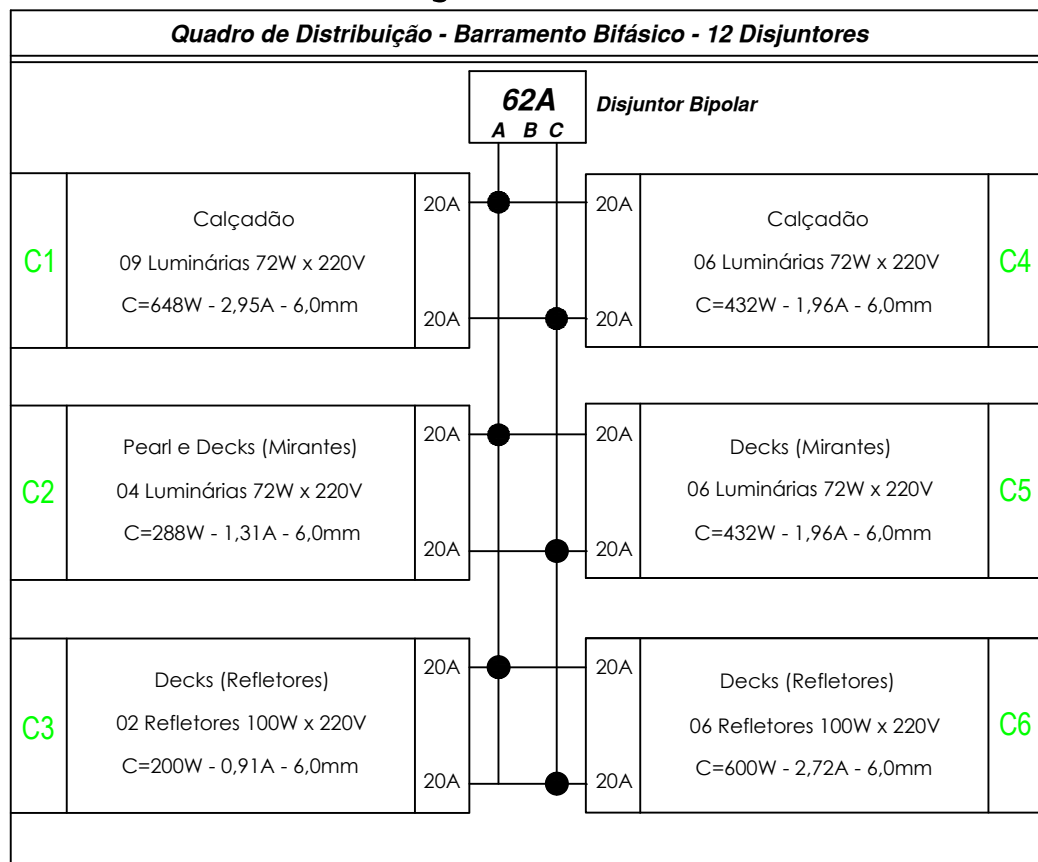 Quadro de Distribuição - Barramento Bifásico - 12 Disjuntores
62A
A B C
Disjuntor Bipolar
C1
Calçadão
09 Luminárias 72W x 220V
C=648W - 2,95A - 6,0mm
20A
20A
20A
20A
Calçadão
06 Luminárias 72W x 220V
C=432W - 1,96A - 6,0mm
C4
C2
Pearl e Decks (Mirantes)
04 Luminárias 72W x 220V
C=288W - 1,31A - 6,0mm
20A
20A
20A
20A
Decks (Mirantes)
06 Luminárias 72W x 220V
C=432W - 1,96A - 6,0mm
C5
C3
Decks (Refletores)
02 Refletores 100W x 220V
C=200W - 0,91A - 6,0mm
20A
20A
20A
20A
Decks (Refletores)
06 Refletores 100W x 220V
C=600W - 2,72A - 6,0mm
C6